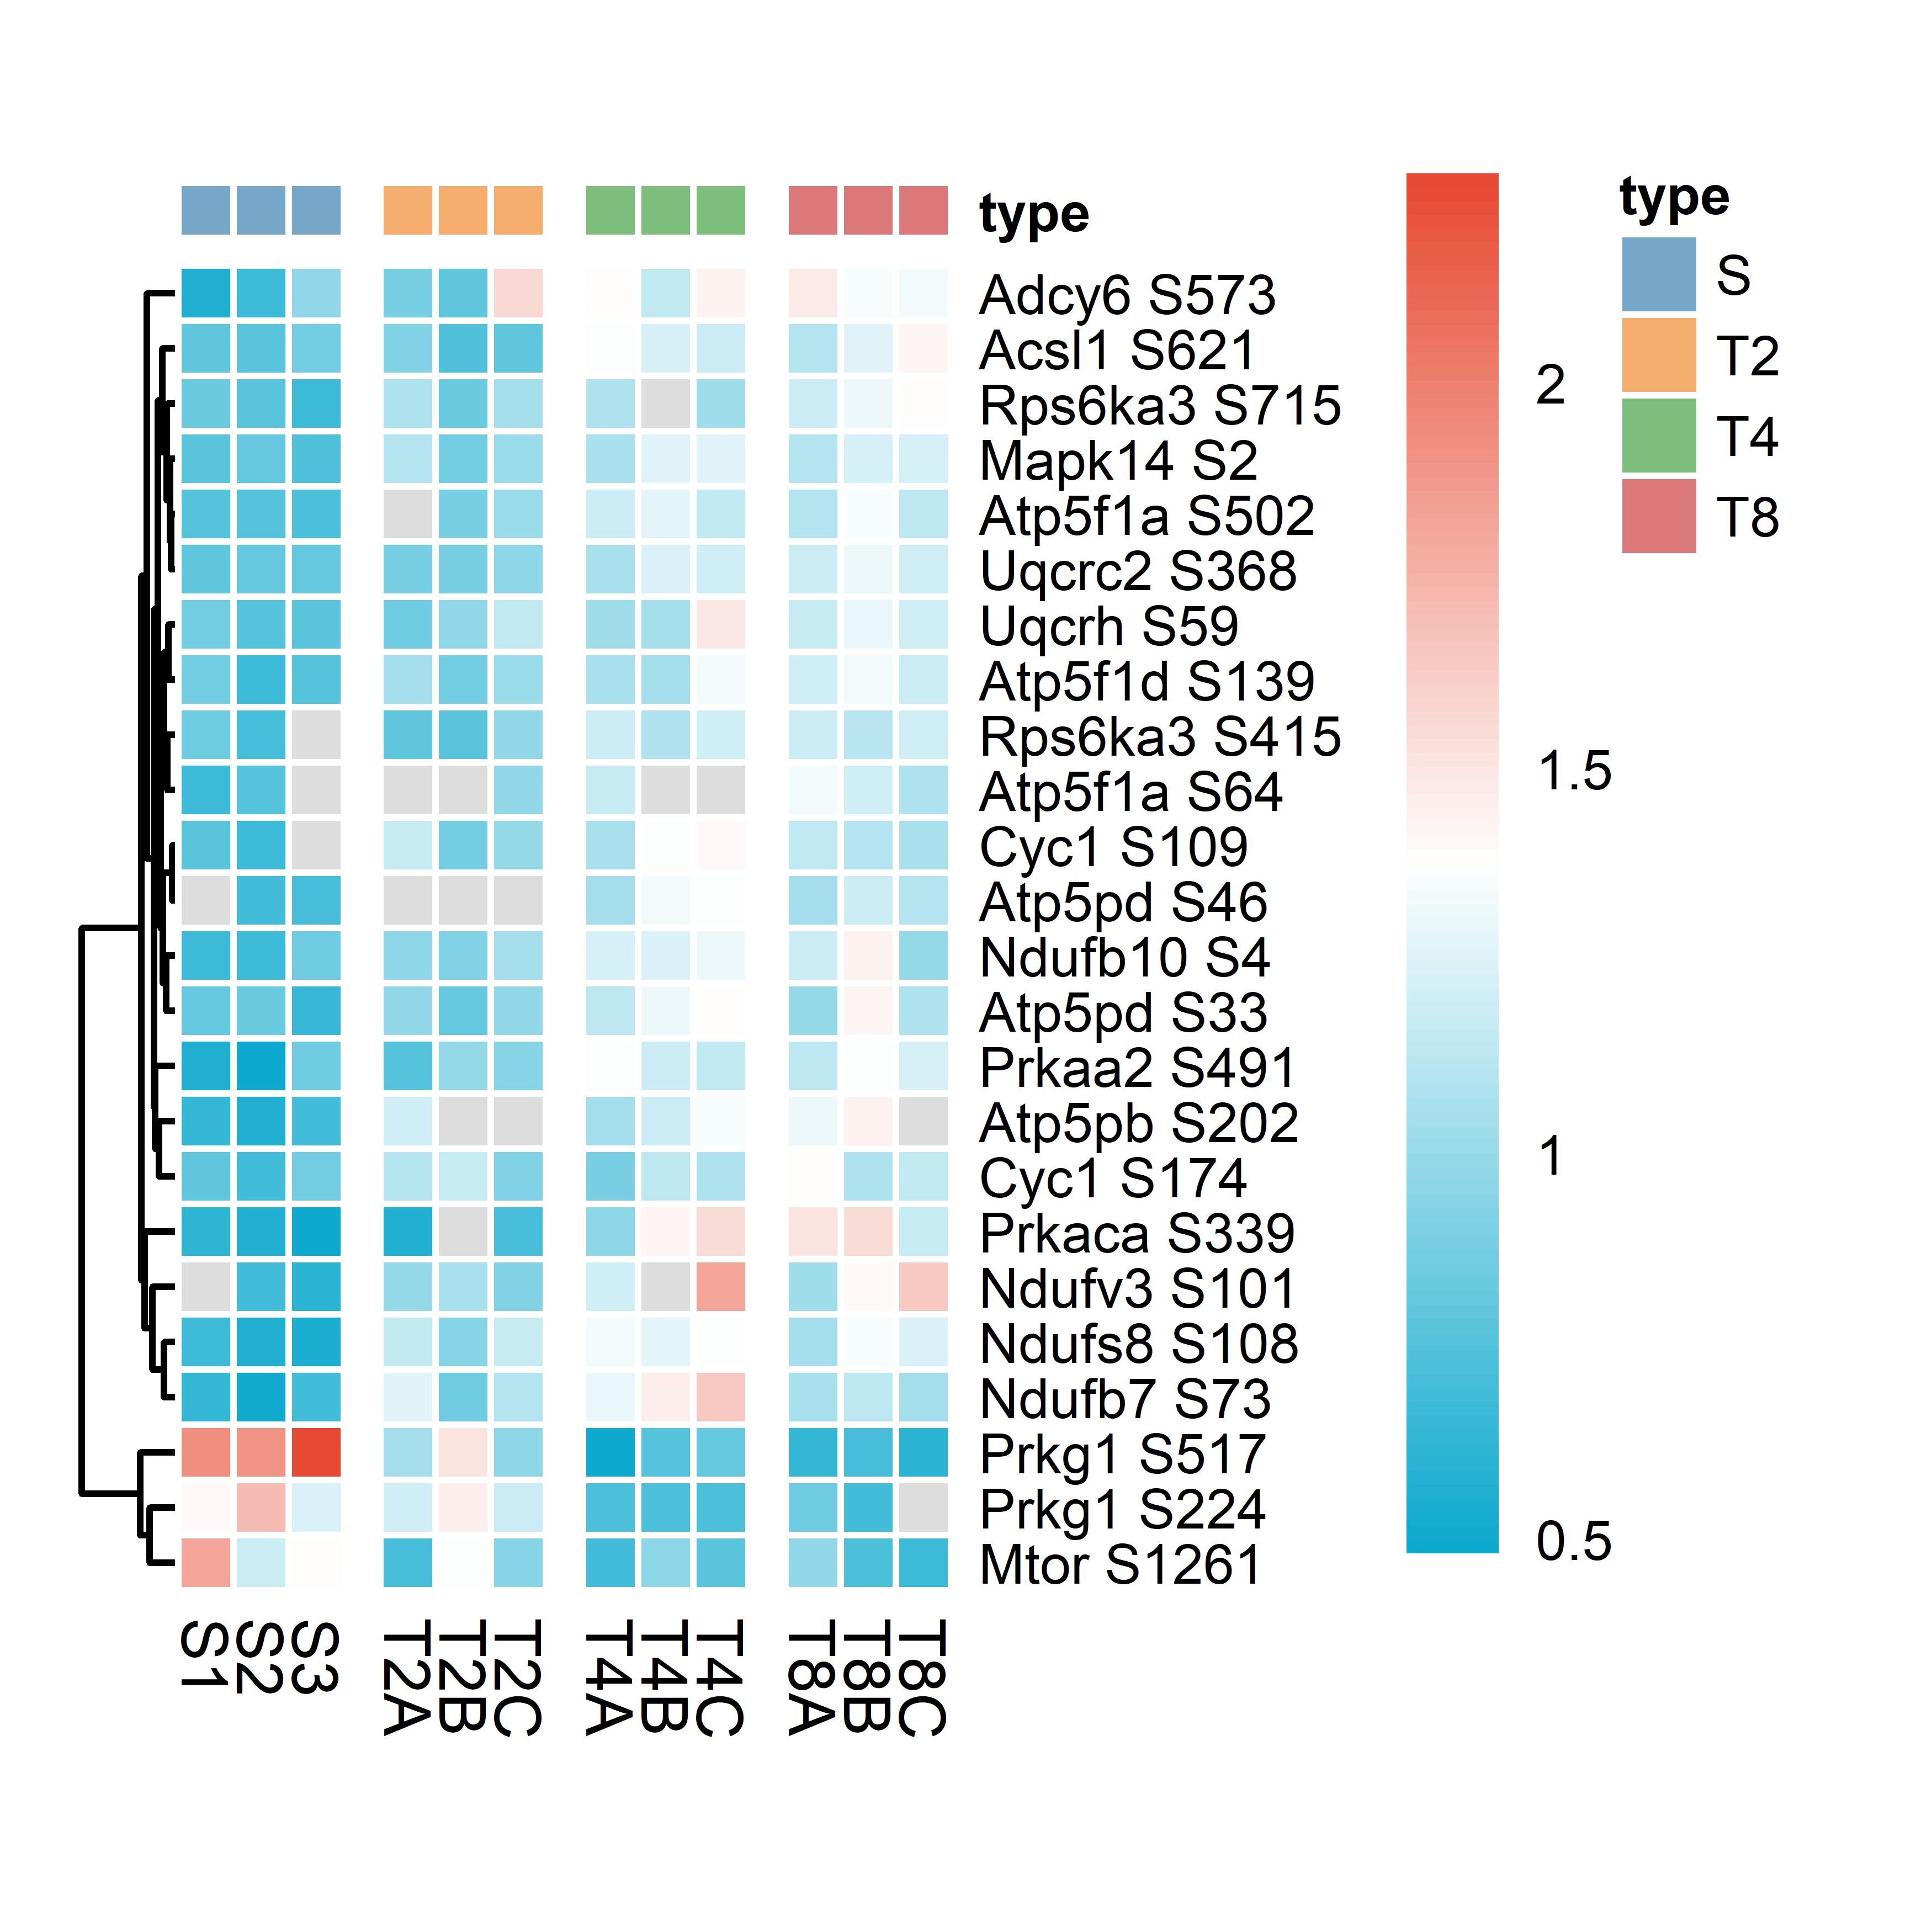 type
Adcy6 S573
Acsl1 S621
Rps6ka3 S715
Mapk14 S2
Atp5f1a S502
Uqcrc2 S368
Uqcrh S59
Atp5f1d S139
Rps6ka3 S415
Atp5f1a S64
Cyc1 S109
Atp5pd S46
Ndufb10 S4
Atp5pd S33
Prkaa2 S491
Atp5pb S202
Cyc1 S174
Prkaca S339
Ndufv3 S101
Ndufs8 S108
Ndufb7 S73
Prkg1 S517
Prkg1 S224
Mtor S1261
S1
S2
S3
T2A
T2B
T2C
T4A
T4B
T4C
T8A
T8B
T8C
2
1.5
1
0.5
type
S
T2
T4
T8